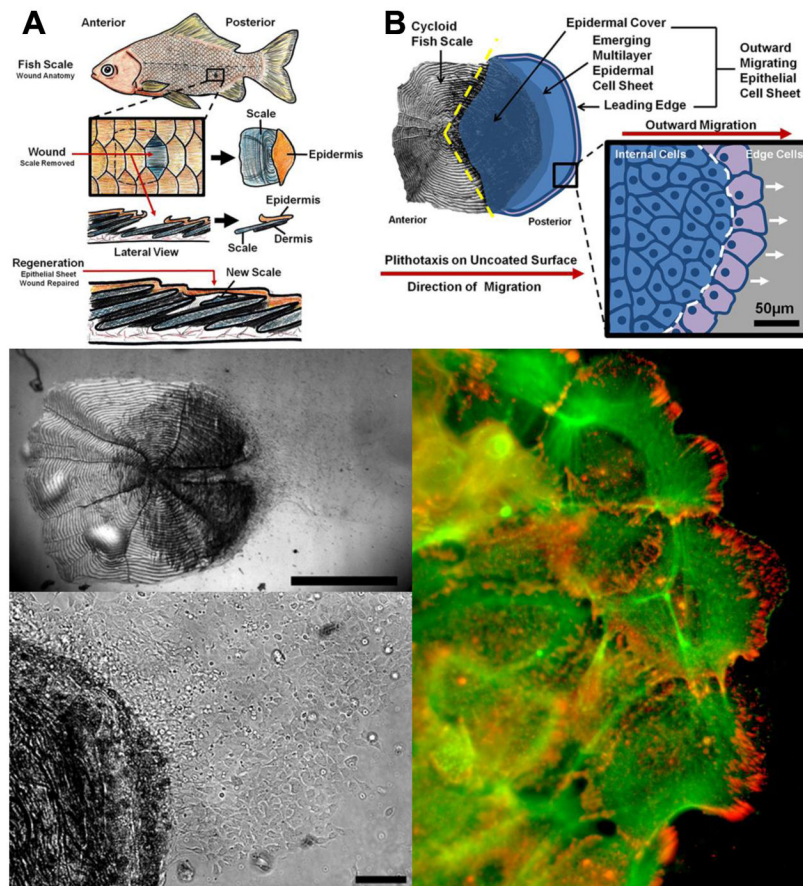 A
Anterior
Posterior
Fish Scale
Wound Anatomy
Wound
Scale Removed
Scale
Epidermis
Epidermis
Scale
Dermis
Lateral View
Regeneration
Epithelial Sheet
Wound Repaired
New Scale
B
Cycloid
Fish Scale
Epidermal Cover
Emerging
Multilayer
Epidermal
Cell Sheet
Leading Edge
Outward
Migrating
Epithelial
Cell Sheet
Outward Migration
Internal Cells
Edge Cells
Anterior
Posterior
Plithotaxis on Uncoated Surface
Direction of Migration
50µm